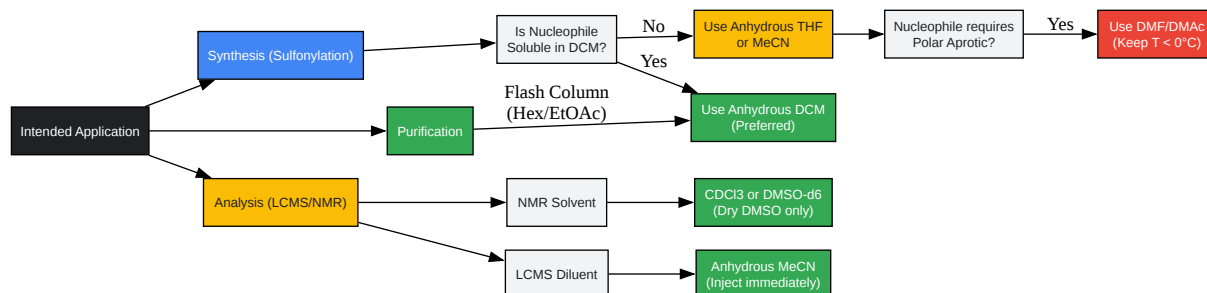 Is Nucleophile
Soluble in DCM?
No
Use Anhydrous THF
or MeCN
Nucleophile requires
Polar Aprotic?
Yes
Use DMF/DMAc
(Keep T < 0°C)
Synthesis (Sulfonylation)
Yes
Flash Column
(Hex/EtOAc)
Use Anhydrous DCM
(Preferred)
Intended Application
Purification
Analysis (LCMS/NMR)
NMR Solvent
CDCl3 or DMSO-d6
(Dry DMSO only)
LCMS Diluent
Anhydrous MeCN
(Inject immediately)